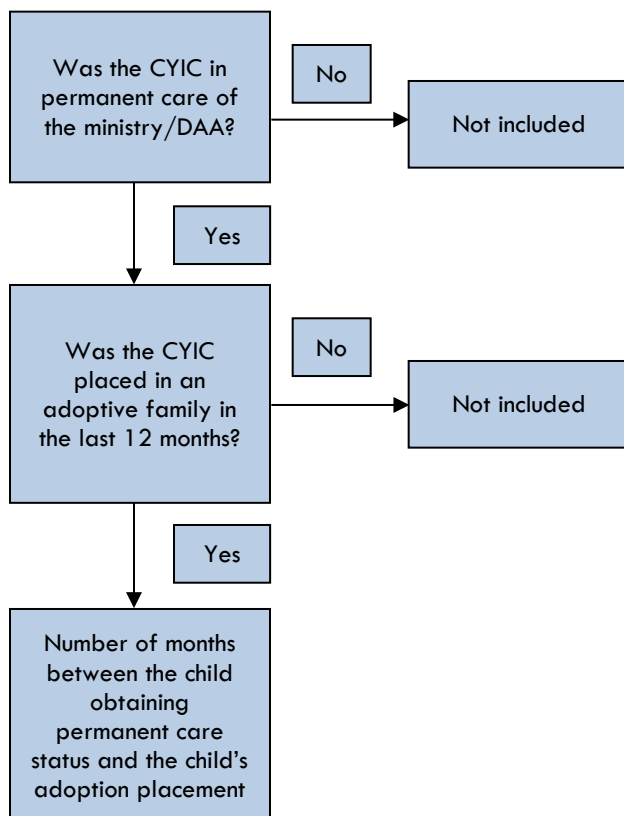 Was the CYIC in
permanent care of
the ministry/DAA?
No
Not included
Yes
Was the CYIC
placed in an
adoptive family in
the last 12 months?
No
Not included
Yes
Number of months
between the child
obtaining
permanent care
status and the child’s
adoption placement